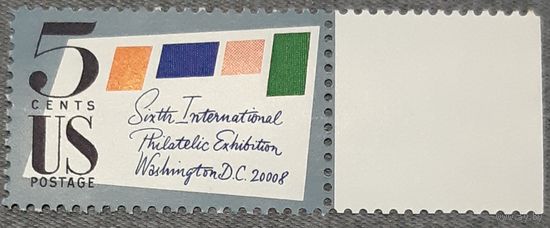 5
CENTS
US
POSTAGE
Sixth International
Philatelic Exhibition
Washington D.C. 20008